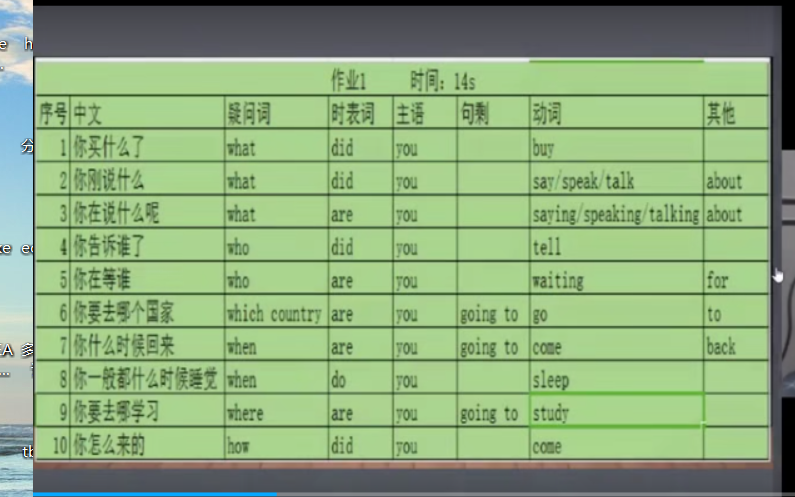 作业1 时间：14s
序号 中文 疑问词 时表词 主语 句剩 动词 其他
1 你买什么了 what did you buy
2 你刚说什么 what did you say/speak/talk about
3 你在说什么呢 what are you saying/speaking/talking about
4 你告诉谁了 who did you tell
5 你在等谁 who are you waiting for
6 你要去哪个国家 which country are you going to go to
7 你什么时候回来 when are you going to come back
8 你一般都什么时候睡觉 when do you sleep
9 你要去哪学习 where are you going to study
10 你怎么来的 how did you come